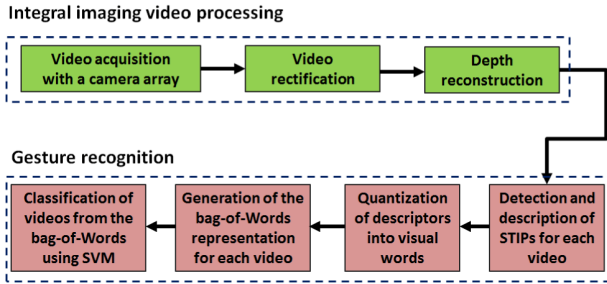 Integral imaging video processing
Video acquisition
with a camera array
Video
rectification
Depth
reconstruction
Gesture recognition
Classification of
videos from the
bag-of-Words
using SVM
Generation of the
bag-of-Words
representation
for each video
Quantization
of descriptors
into visual
words
Detection and
description of
STIPs for each
video